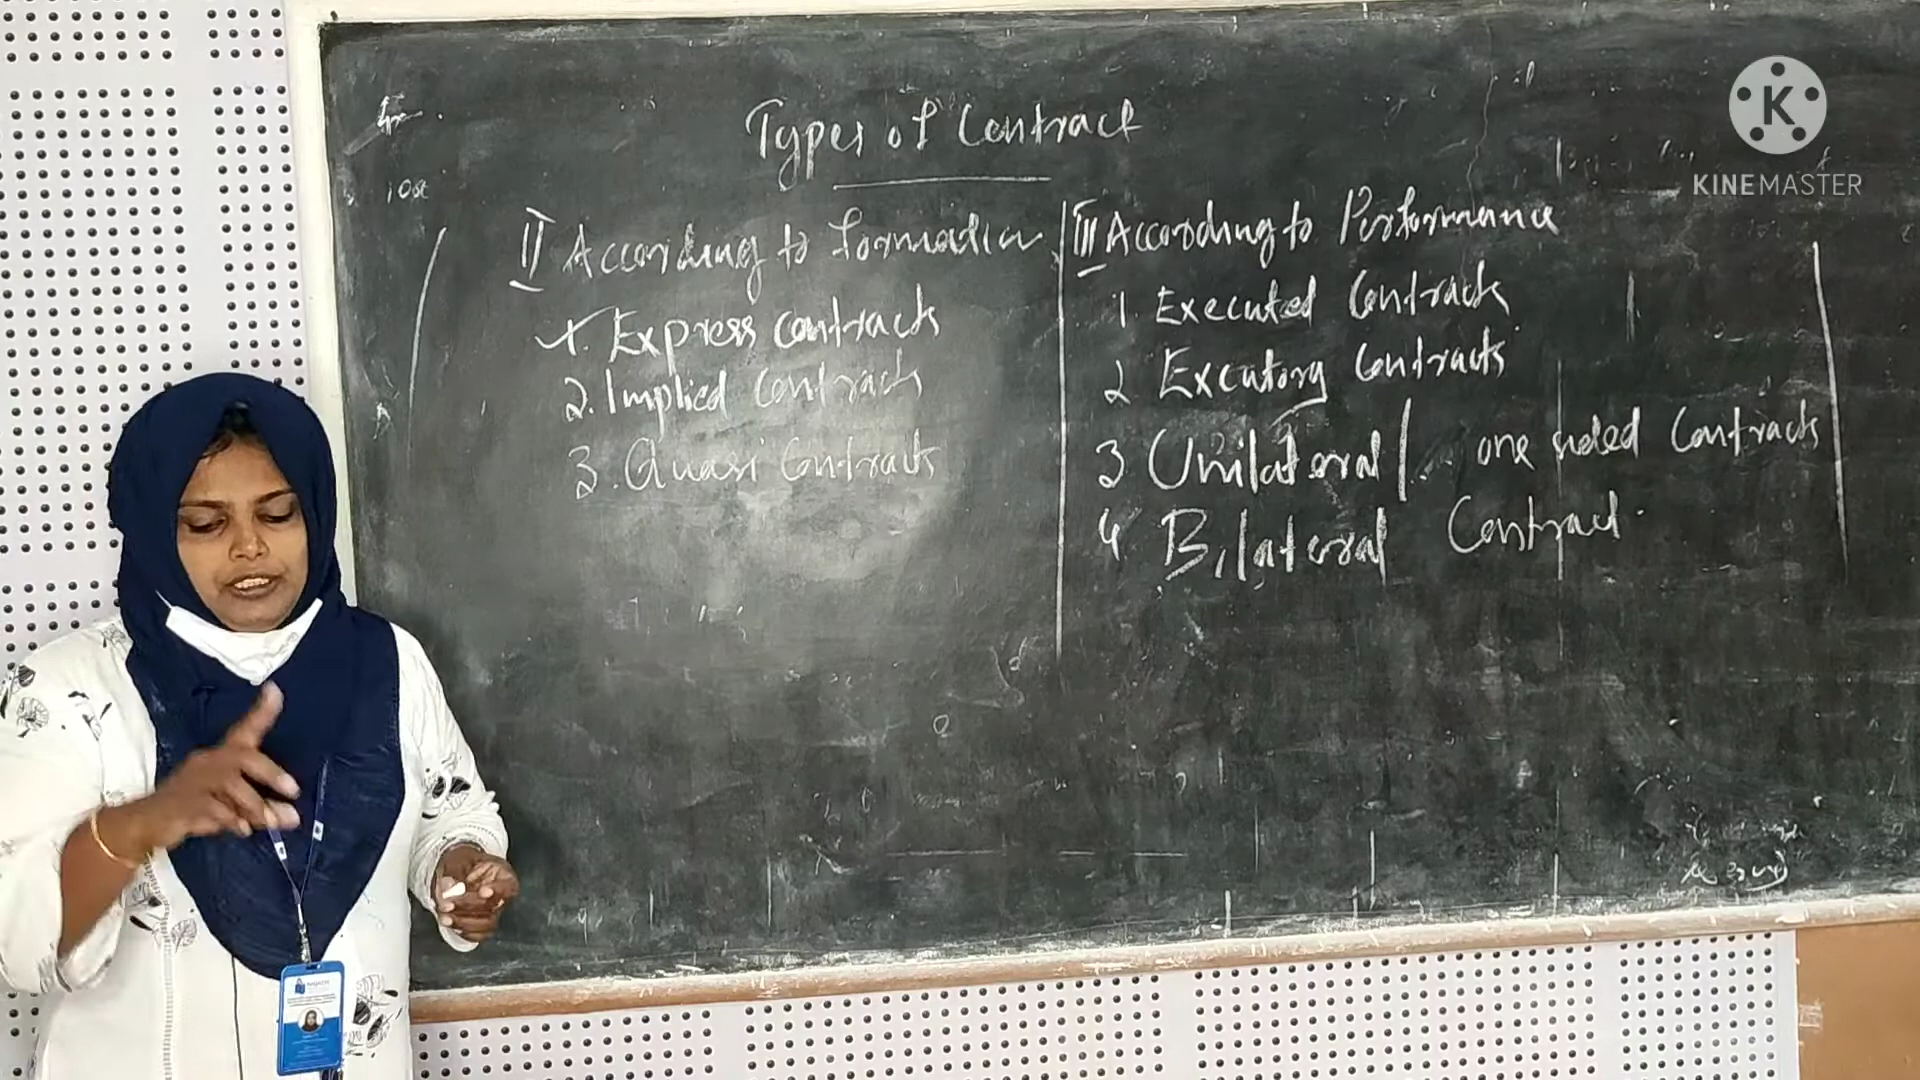 Types of Contract
II According to formation
1. Express contracts
2. Implied contracts
3. Quasi Contracts
III According to Performance
1. Executed Contracts
2 Excutory Contracts
3 Unilateral / one sided Contracts
4 Bilateral Contract.
KINEMASTER